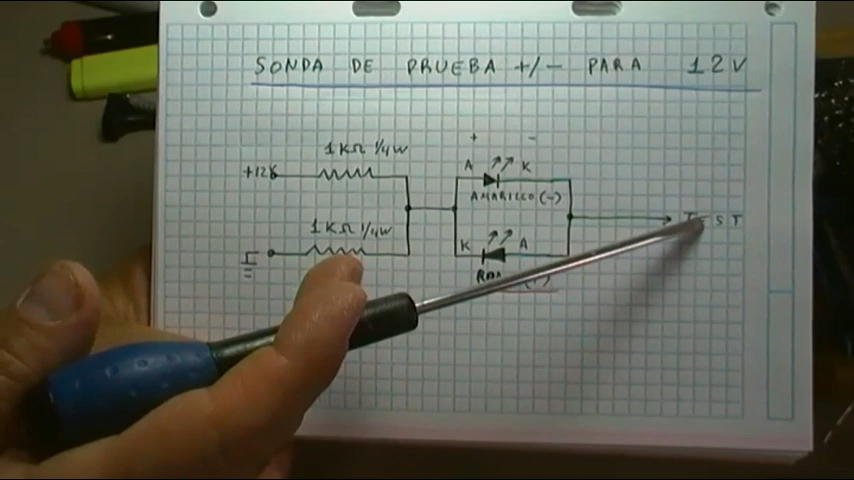 SONDA DE PRUEBA +/- PARA 12V
1KΩ 1/4W
+ -
+12V
A K
AMARILLO (-)
1KΩ 1/4W
TEST
K A
(+)